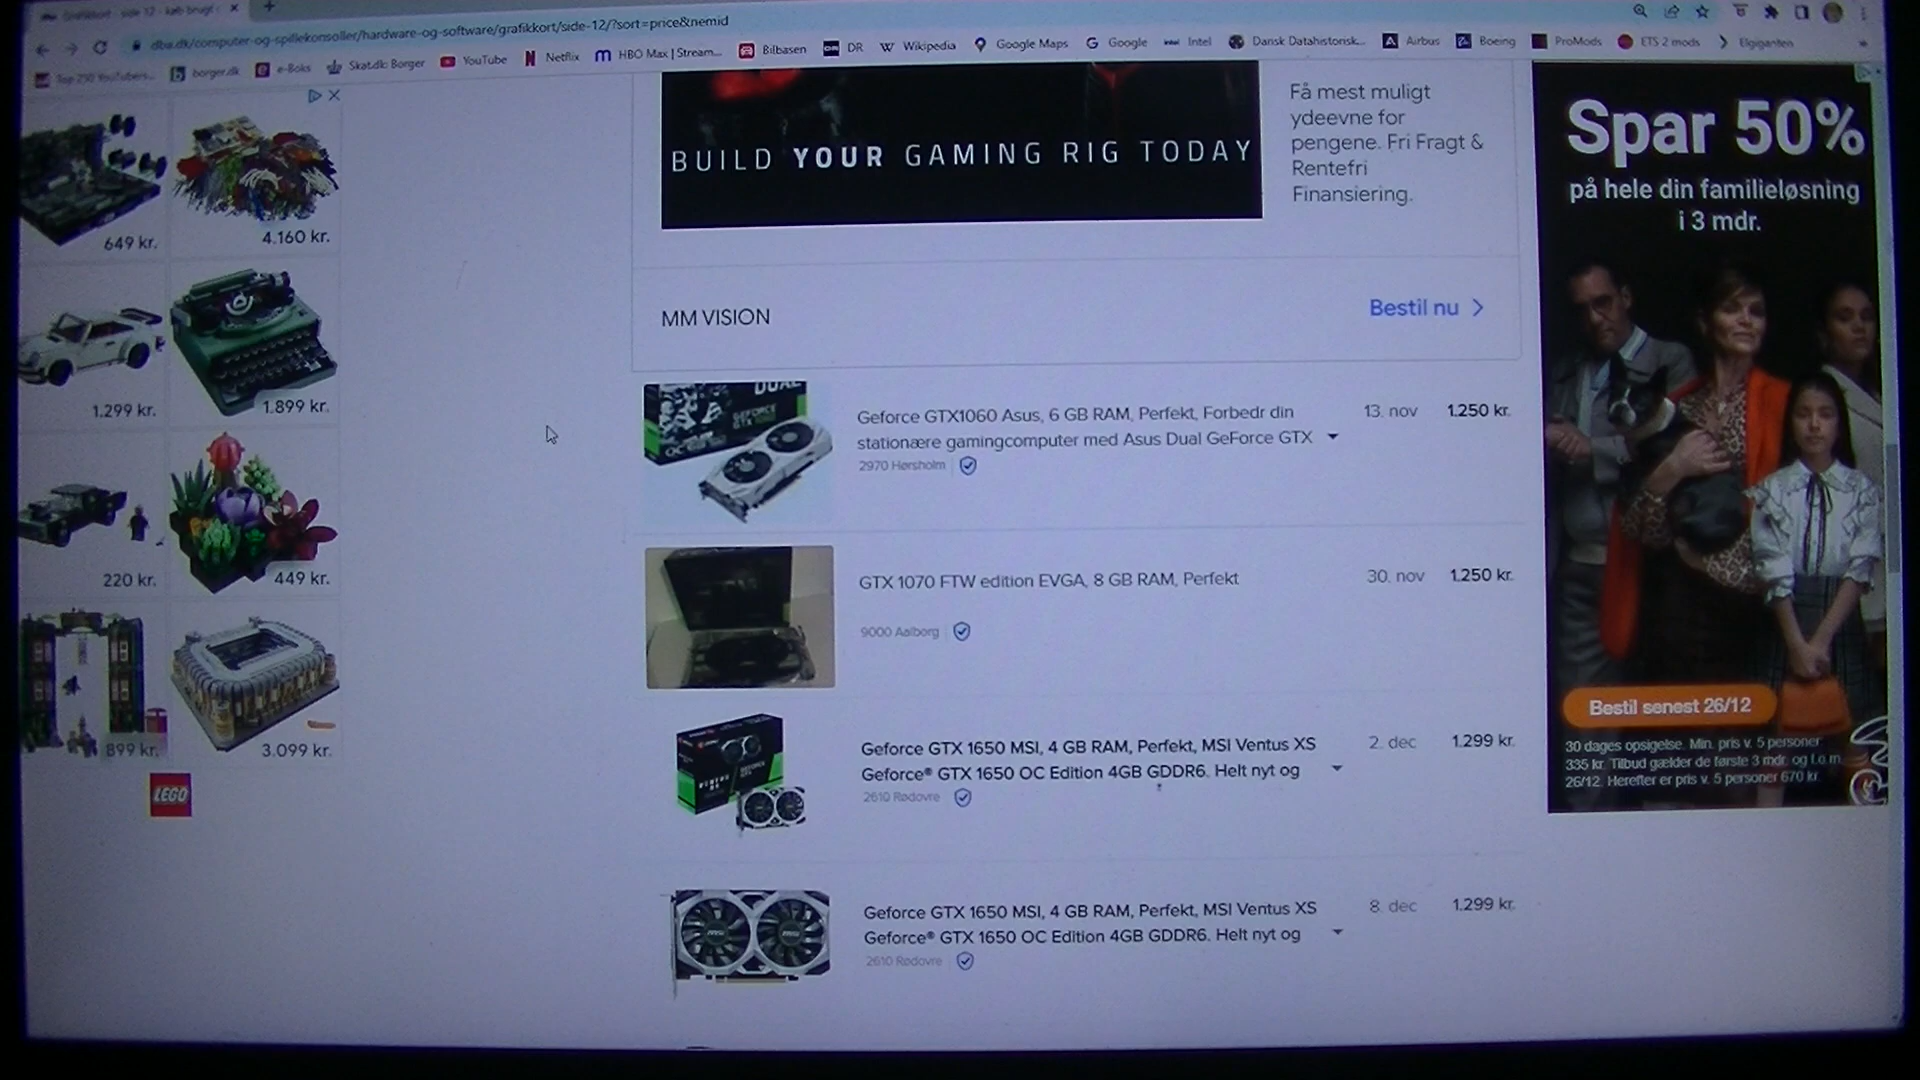 dba.dk/computer-og-spillekonsoller/hardware-og-software/grafikkort/side-12/?sort=price&nemid
Top 250 YouTubers... borger.dk e-Boks Skat.dk: Borger YouTube Netflix HBO Max | Stream... Bilbasen DR Wikipedia Google Maps Google Intel Dansk Datahistorisk... Airbus Boeing ProMods ETS 2 mods Elgiganten
649 kr.
4.160 kr.
1.299 kr.
1.899 kr.
220 kr.
449 kr.
899 kr.
3.099 kr.
LEGO
BUILD YOUR GAMING RIG TODAY
Få mest muligt
ydeevne for
pengene. Fri Fragt &
Rentefri
Finansiering.
MM VISION
Bestil nu
DUAL
GEFORCE
Geforce GTX1060 Asus, 6 GB RAM, Perfekt, Forbedr din
stationære gamingcomputer med Asus Dual GeForce GTX
2970 Hørsholm
13. nov
1.250 kr.
GTX 1070 FTW edition EVGA, 8 GB RAM, Perfekt
9000 Aalborg
30. nov
1.250 kr.
Geforce GTX 1650 MSI, 4 GB RAM, Perfekt, MSI Ventus XS
Geforce® GTX 1650 OC Edition 4GB GDDR6. Helt nyt og
2610 Rødovre
2. dec
1.299 kr.
Geforce GTX 1650 MSI, 4 GB RAM, Perfekt, MSI Ventus XS
Geforce® GTX 1650 OC Edition 4GB GDDR6. Helt nyt og
2610 Rødovre
8. dec
1.299 kr.
Spar 50%
på hele din familieløsning
i 3 mdr.
Bestil senest 26/12
30 dages opsigelse. Min. pris v. 5 personer
335 kr. Tilbud gælder de første 3 mdr. og t.o.m.
26/12. Herefter er pris v. 5 personer 670 kr.